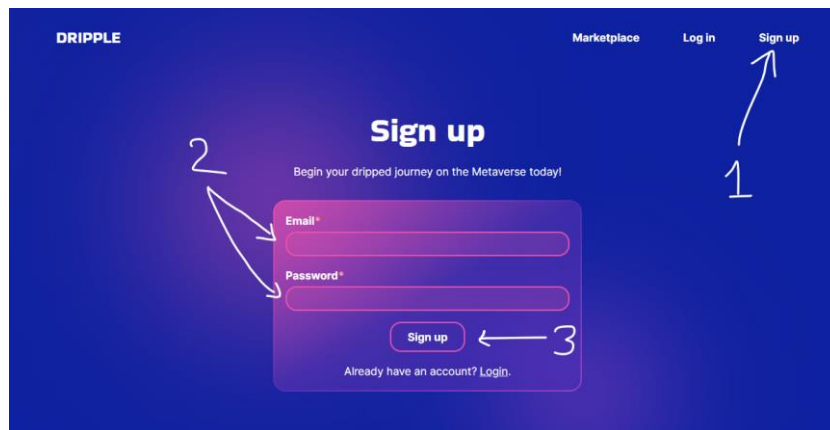 DRIPPLE Marketplace Log in Sign up
Sign up
2
Begin your dripped journey on the Metaverse today!
1
Email*
Password*
Sign up 3
Already have an account? Login.